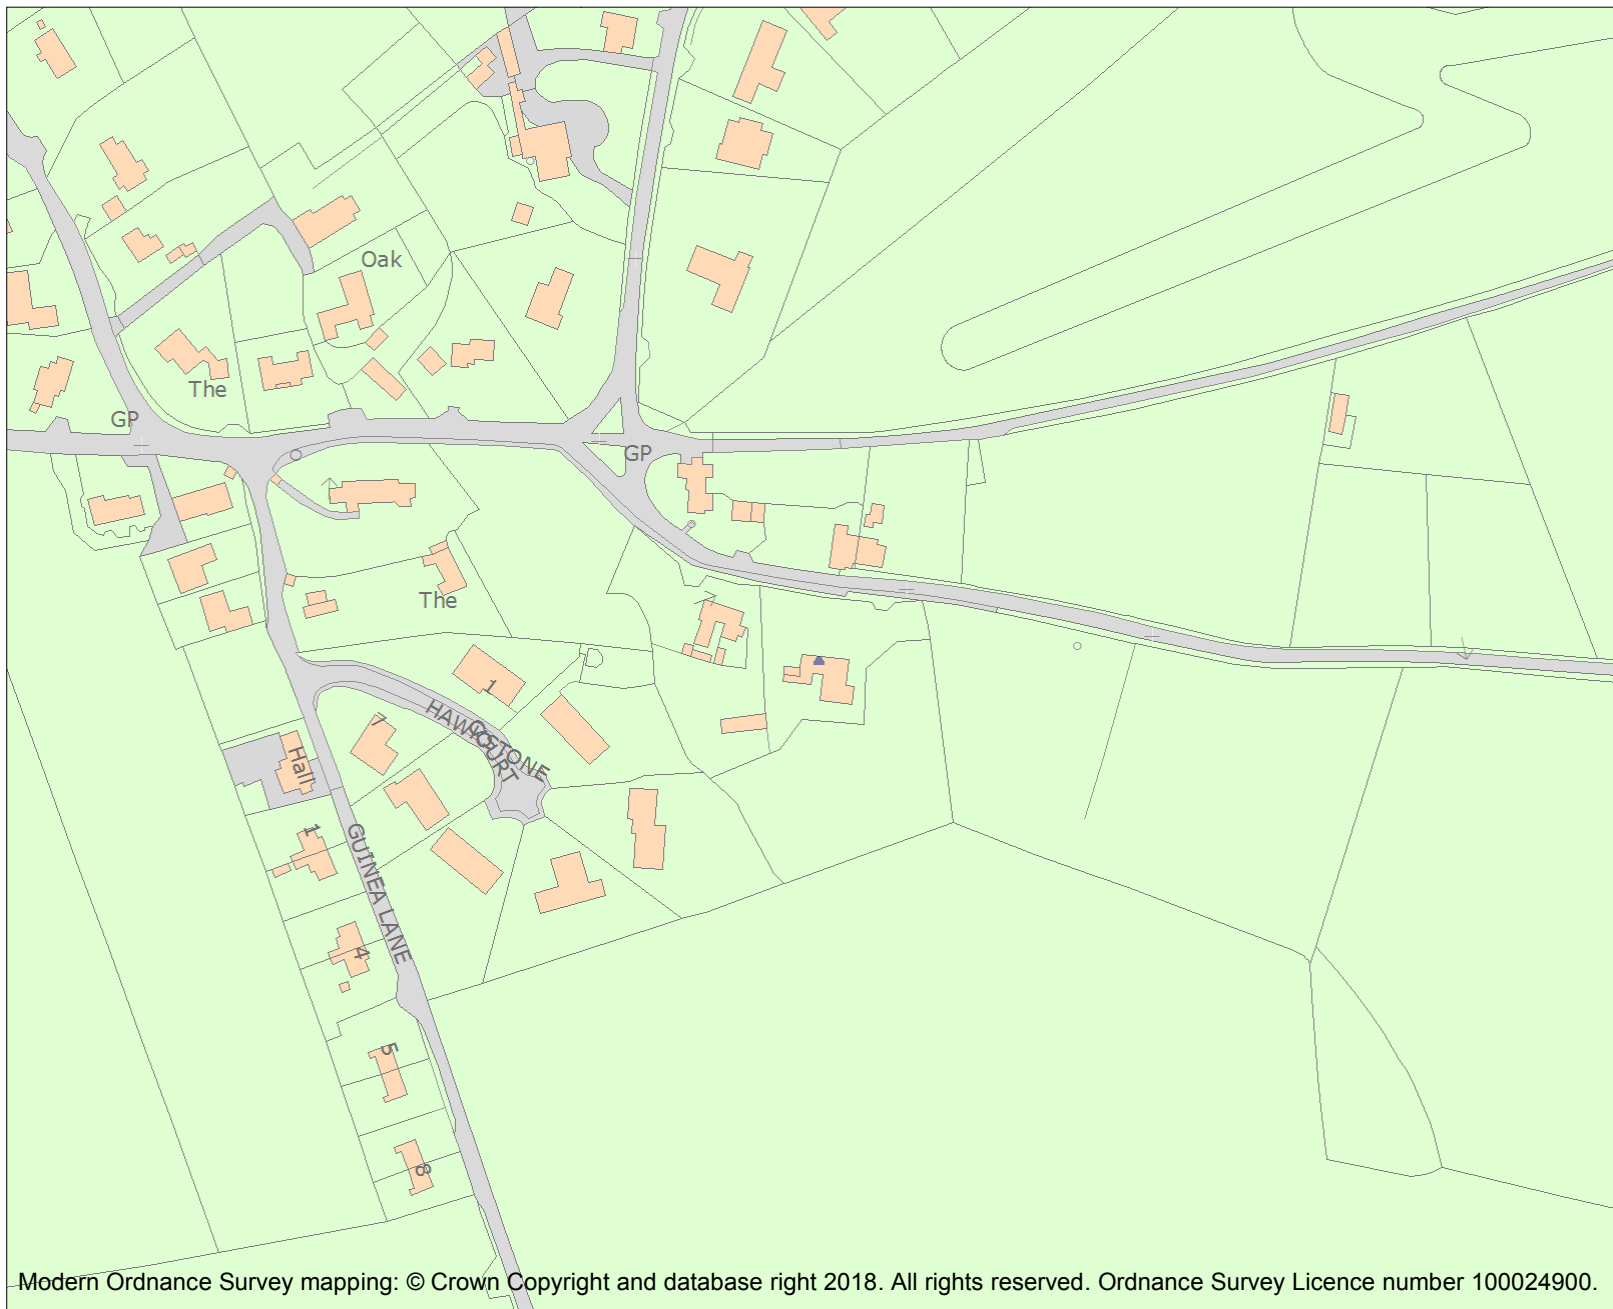 Oak
The
GP
GP
The
1
HAWKSTONE
COURT
7
Hall
1
GUINEA LANE
4
5
8
Modern Ordnance Survey mapping: © Crown Copyright and database right 2018. All rights reserved. Ordnance Survey Licence number 100024900.